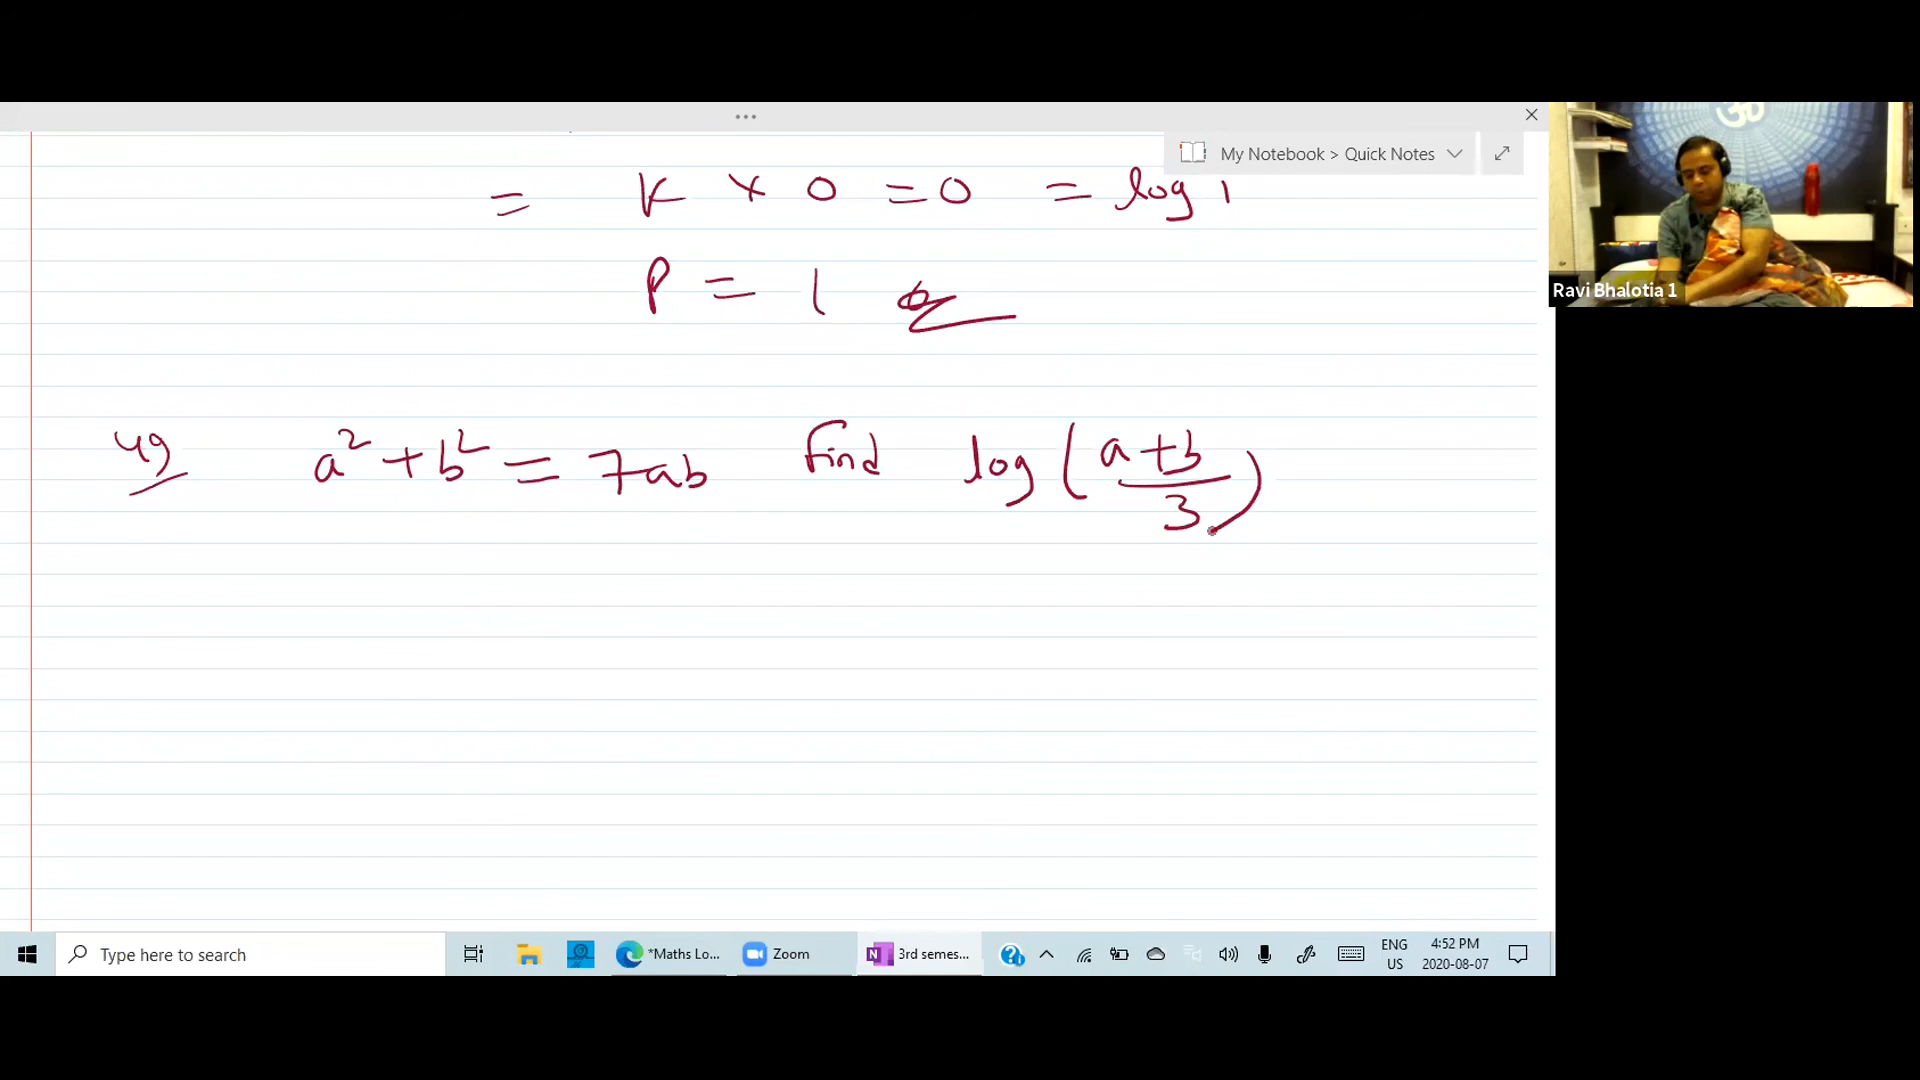 My Notebook > Quick Notes
= K × 0 = 0 = log 1
P = 1
49 a² + b² = 7ab find log (a+b/3)
Ravi Bhalotia 1
Type here to search
*Maths Lo...
Zoom
3rd semes...
ENG
US
4:52 PM
2020-08-07